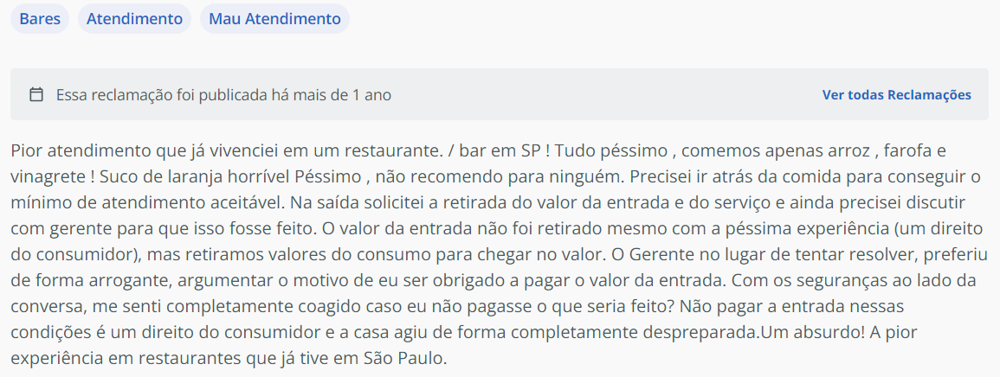 Bares Atendimento Mau Atendimento
Essa reclamação foi publicada há mais de 1 ano Ver todas Reclamações
Pior atendimento que já vivenciei em um restaurante. / bar em SP ! Tudo péssimo , comemos apenas arroz , farofa e
vinagrete ! Suco de laranja horrível Péssimo , não recomendo para ninguém. Precisei ir atrás da comida para conseguir o
mínimo de atendimento aceitável. Na saída solicitei a retirada do valor da entrada e do serviço e ainda precisei discutir
com gerente para que isso fosse feito. O valor da entrada não foi retirado mesmo com a péssima experiência (um direito
do consumidor), mas retiramos valores do consumo para chegar no valor. O Gerente no lugar de tentar resolver, preferiu
de forma arrogante, argumentar o motivo de eu ser obrigado a pagar o valor da entrada. Com os seguranças ao lado da
conversa, me senti completamente coagido caso eu não pagasse o que seria feito? Não pagar a entrada nessas
condições é um direito do consumidor e a casa agiu de forma completamente despreparada.Um absurdo! A pior
experiência em restaurantes que já tive em São Paulo.